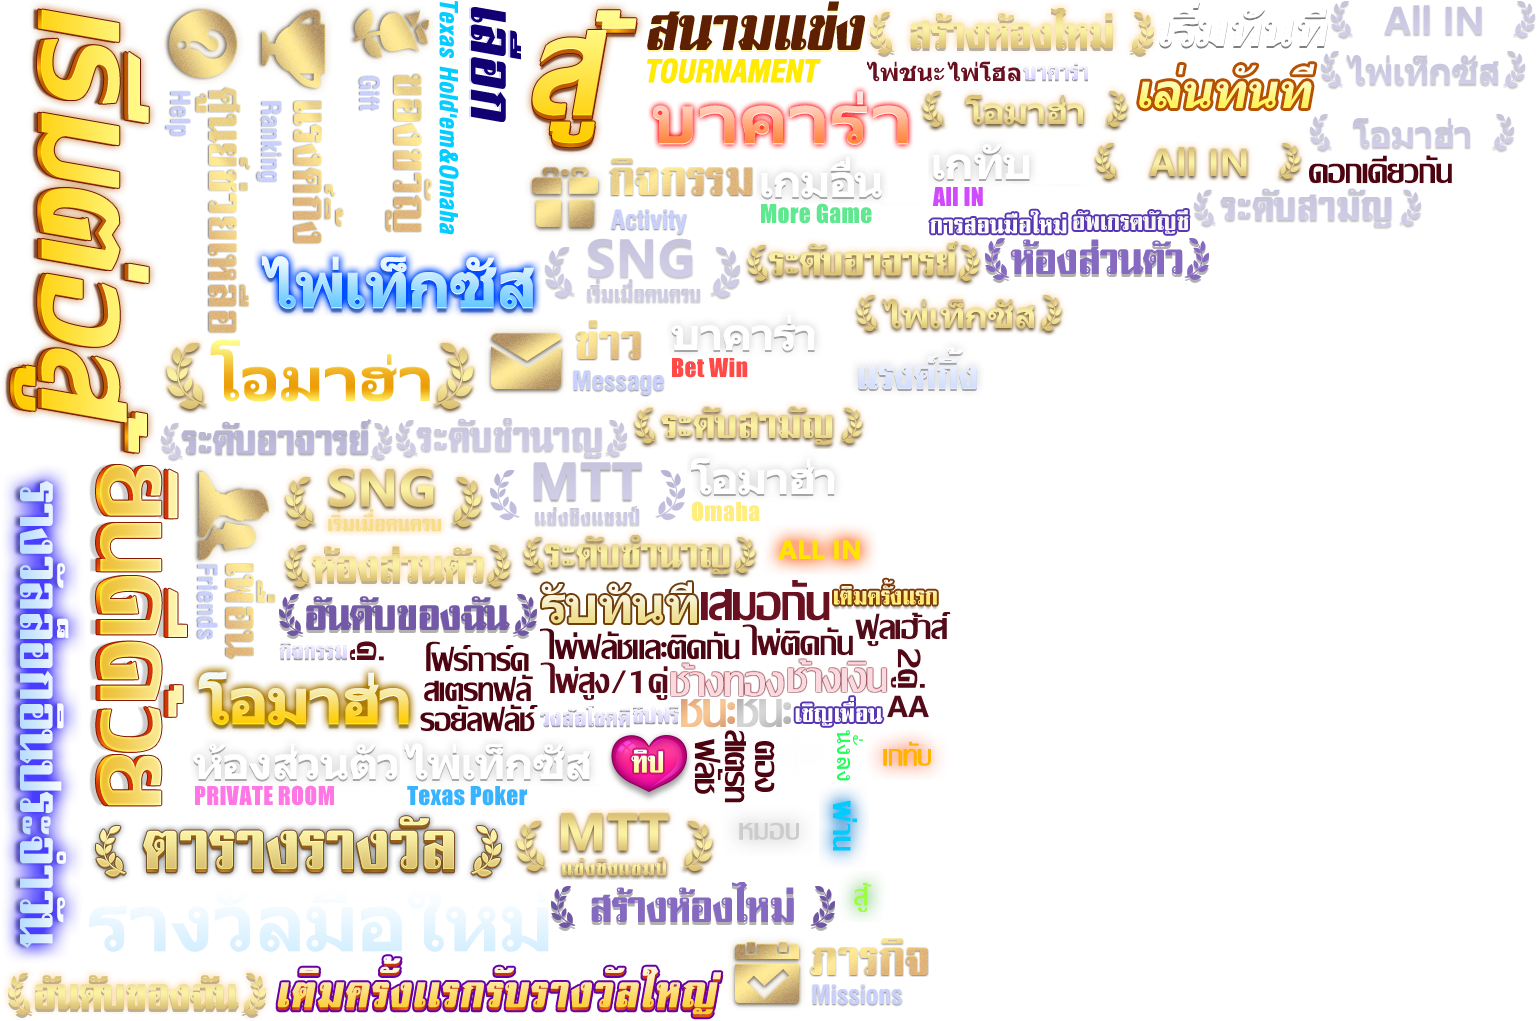 เริ่มต่อสู้
ศูนย์ช่วยเหลือ
Help
แรงค์กิ้ง
Ranking
ของขวัญ
Gift
Texas Hold'em&Omaha
เลือก
สู้
สนามแข่ง
TOURNAMENT
สร้างห้องใหม่
เริ่มทันที
All IN
ไพ่ชนะ
ไพ่โฮล
บาคาร่า
ไพ่เท็กซัส
บาคาร่า
โอมาฮ่า
เล่นทันที
โอมาฮ่า
กิจกรรม
Activity
เกมอื่น
More Game
เกทับ
All IN
All IN
ดอกเดียวกัน
การสอนมือใหม่
อัพเกรดบัญชี
ระดับสามัญ
ไพ่เท็กซัส
SNG
เริ่มเมื่อคนครบ
ระดับอาจารย์
ห้องส่วนตัว
ไพ่เท็กซัส
โอมาฮ่า
ข่าว
Message
บาคาร่า
Bet Win
แรงค์กิ้ง
ระดับอาจารย์
ระดับชำนาญ
ระดับสามัญ
รางวัลล็อกอินประจำวัน
ยินดีด้วย
เพื่อน
Friends
SNG
เริ่มเมื่อคนครบ
MTT
แข่งชิงแชมป์
โอมาฮ่า
Omaha
ห้องส่วนตัว
ระดับชำนาญ
ALL IN
อันดับของฉัน
รับทันที
เสมอกัน
เติมครั้งแรก
กิจกรรม
ด.
โฟร์การ์ด
ไพ่ฟลัชและติดกัน
ไพ่ติดกัน
ฟูลเฮ้าส์
โอมาฮ่า
สเตรทฟลั
ไพ่สูง/1คู่
ช้างทอง
ช้างเงิน
2ด.
รอยัลฟลัช
วงล้อโชคดี
ชิปฟรี
ชนะ
ชนะ
เชิญเพื่อน
AA
ห้องส่วนตัว
PRIVATE ROOM
ไพ่เท็กซัส
Texas Poker
ทิป
ฟลัช
สเตรท
ตอง
นั่งลง
เกทับ
ตารางรางวัล
MTT
แข่งชิงแชมป์
หมอบ
ผ่าน
รางวัลมือใหม่
สร้างห้องใหม่
สู้
อันดับของฉัน
เติมครั้งแรกรับรางวัลใหญ่
ภารกิจ
Missions